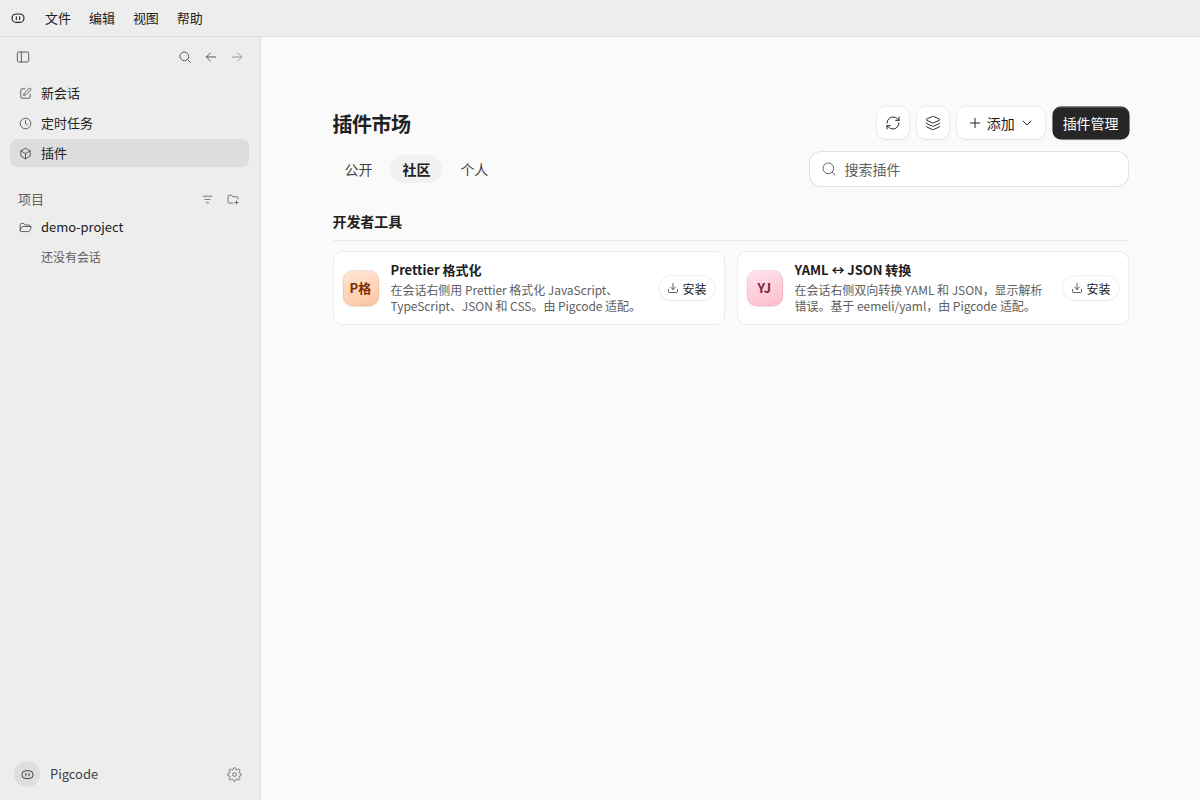 文件 编辑 视图 帮助
新会话
定时任务
插件
项目
demo-project
还没有会话
Pigcode
插件市场
添加
插件管理
公开 社区 个人
搜索插件
开发者工具
P格
Prettier 格式化
在会话右侧用 Prettier 格式化 JavaScript、
TypeScript、JSON 和 CSS。由 Pigcode 适配。
安装
YJ
YAML ↔ JSON 转换
在会话右侧双向转换 YAML 和 JSON，显示解析
错误。基于 eemeli/yaml，由 Pigcode 适配。
安装